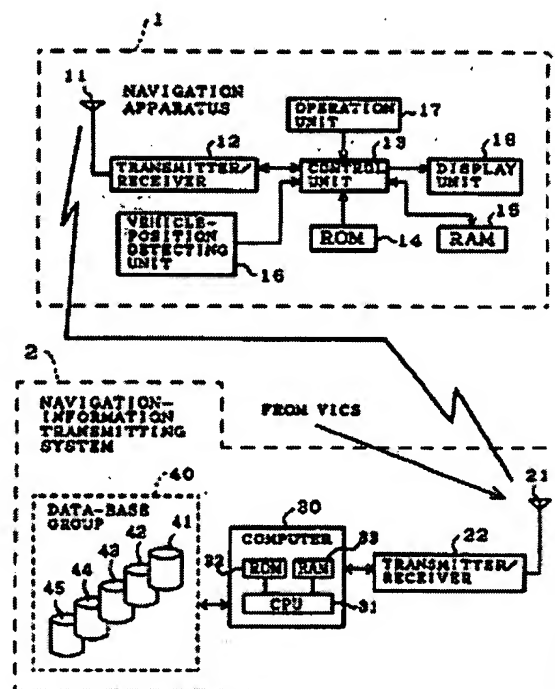 1
11
NAVIGATION
APPARATUS
OPERATION
UNIT
17
12
13
18
TRANSMITTER/
RECEIVER
CONTROL
UNIT
DISPLAY
UNIT
VEHICLE-
POSITION
DETECTING
UNIT
16
ROM
14
15
RAM
2
NAVIGATION-
INFORMATION
TRANSMITTING
SYSTEM
FROM VICS
21
40
DATA-BASE
GROUP
41
42
43
44
45
30
COMPUTER
32
33
ROM
RAM
CPU
31
22
TRANSMITTER/
RECEIVER